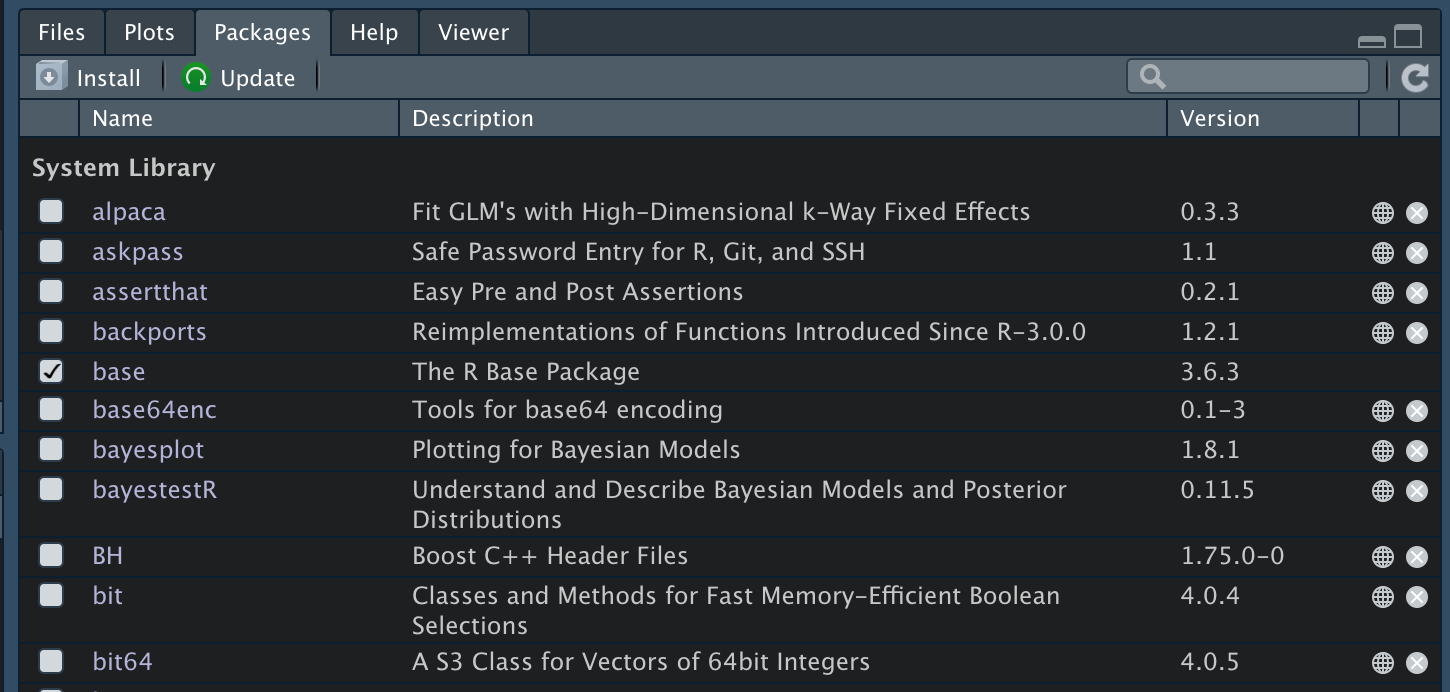 Files Plots Packages Help Viewer
Install Update
Name Description Version
System Library
alpaca Fit GLM's with High-Dimensional k-Way Fixed Effects 0.3.3
askpass Safe Password Entry for R, Git, and SSH 1.1
assertthat Easy Pre and Post Assertions 0.2.1
backports Reimplementations of Functions Introduced Since R-3.0.0 1.2.1
base The R Base Package 3.6.3
base64enc Tools for base64 encoding 0.1-3
bayesplot Plotting for Bayesian Models 1.8.1
bayestestR Understand and Describe Bayesian Models and Posterior 0.11.5
Distributions
BH Boost C++ Header Files 1.75.0-0
bit Classes and Methods for Fast Memory-Efficient Boolean 4.0.4
Selections
bit64 A S3 Class for Vectors of 64bit Integers 4.0.5